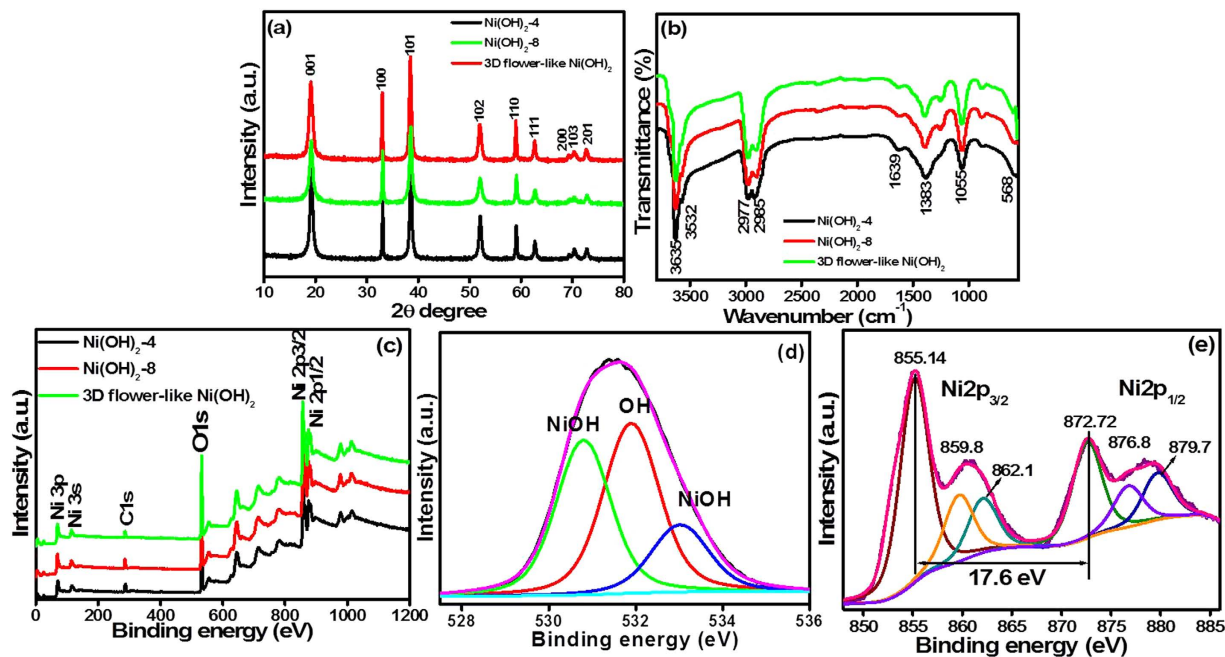 (a)
Ni(OH)₂-4
Ni(OH)₂-8
3D flower-like Ni(OH)₂
001
100
101
102
110
111
200
103
201
Intensity (a.u.)
10 20 30 40 50 60 70 80
2θ degree
(b)
Transmittance (%)
3635
3532
2977
2985
1639
1383
1055
568
Ni(OH)₂-4
Ni(OH)₂-8
3D flower-like Ni(OH)₂
3500 3000 2500 2000 1500 1000
Wavenumber (cm⁻¹)
(c)
Ni(OH)₂-4
Ni(OH)₂-8
3D flower-like Ni(OH)₂
Ni 3p
Ni 3s
C1s
O1s
Ni 2p3/2
Ni 2p1/2
Intensity (a.u.)
0 200 400 600 800 1000 1200
Binding energy (eV)
(d)
NiOH
OH
NiOH
Intensity (a.u.)
528 530 532 534 536
Binding energy (eV)
(e)
855.14
Ni2p₃/₂
859.8
862.1
Ni2p₁/₂
872.72
876.8
879.7
17.6 eV
Intensity (a.u.)
850 855 860 865 870 875 880 885
Binding energy (eV)